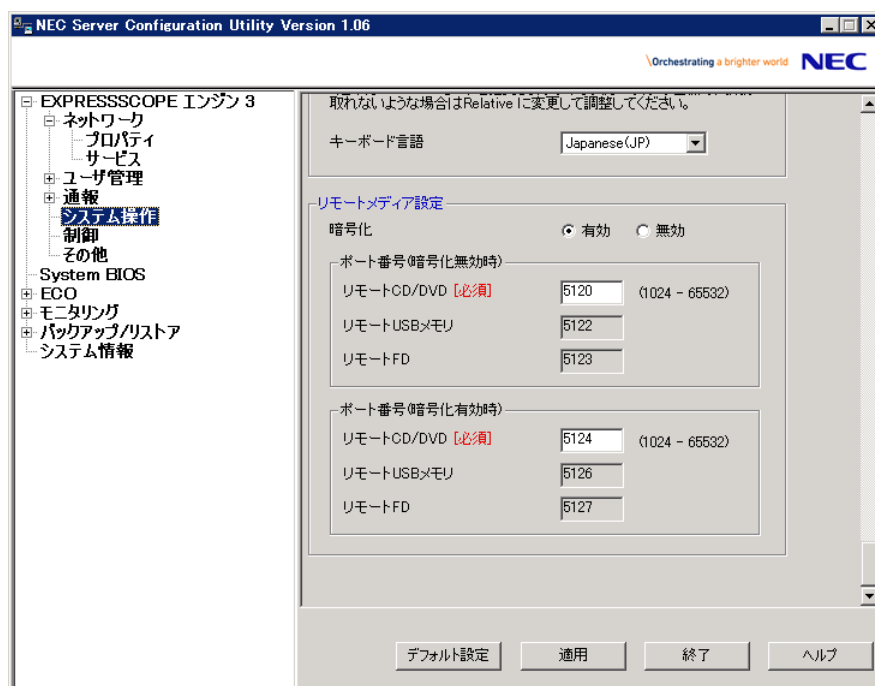 NEC Server Configuration Utility Version 1.06
\Orchestrating a brighter world NEC
EXPRESSSCOPE エンジン 3
ネットワーク
プロパティ
サービス
ユーザ管理
通報
システム操作
制御
その他
System BIOS
ECO
モニタリング
バックアップ/リストア
システム情報
取れないような場合はRelative に変更して調整してください。
キーボード言語 Japanese(JP)
リモートメディア設定
暗号化 有効 無効
ポート番号(暗号化無効時)
リモートCD/DVD [必須] 5120 (1024 - 65532)
リモートUSBメモリ 5122
リモートFD 5123
ポート番号(暗号化有効時)
リモートCD/DVD [必須] 5124 (1024 - 65532)
リモートUSBメモリ 5126
リモートFD 5127
デフォルト設定 適用 終了 ヘルプ